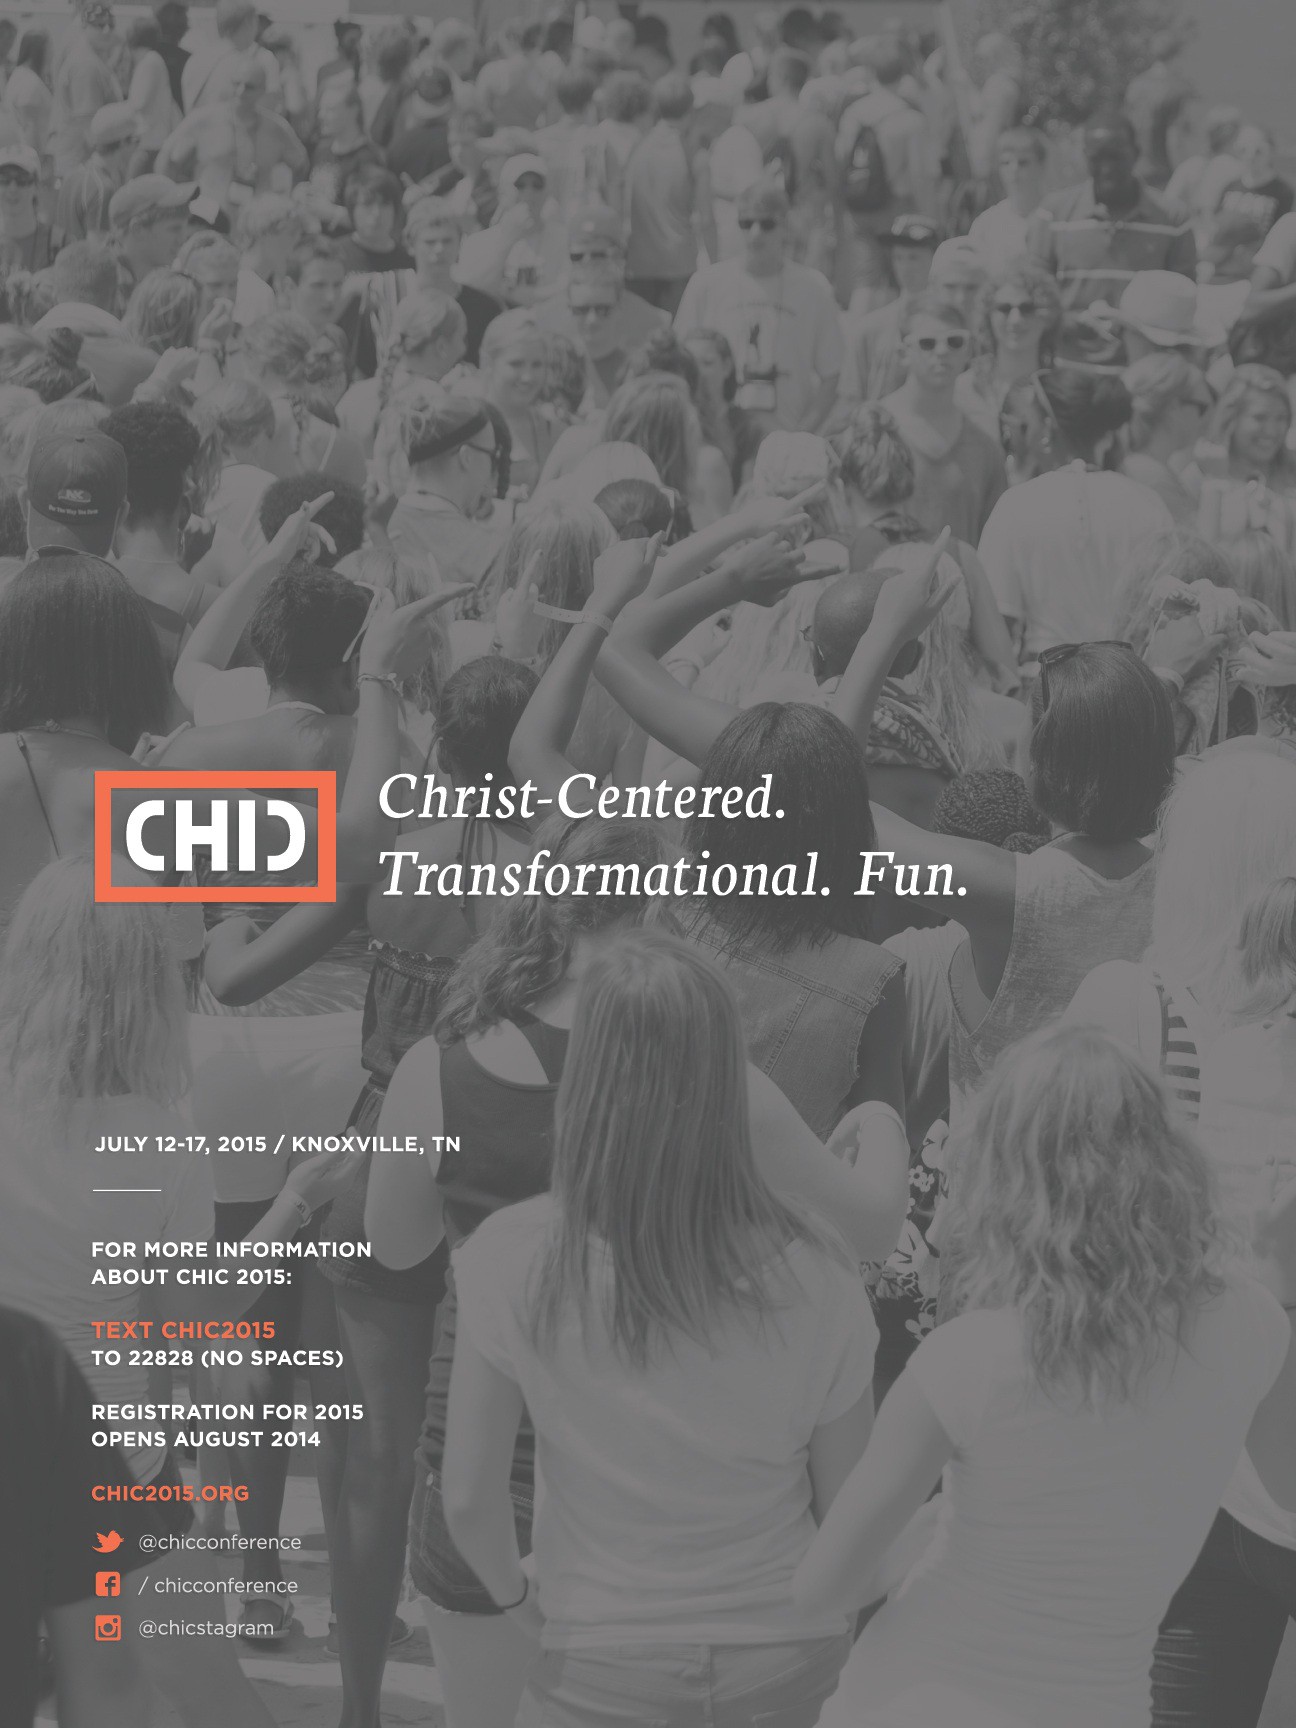 CHIC
Christ-Centered.
Transformational. Fun.
JULY 12-17, 2015 / KNOXVILLE, TN
FOR MORE INFORMATION
ABOUT CHIC 2015:
TEXT CHIC2015
TO 22828 (NO SPACES)
REGISTRATION FOR 2015
OPENS AUGUST 2014
CHIC2015.ORG
@chicconference
/ chicconference
@chicstagram